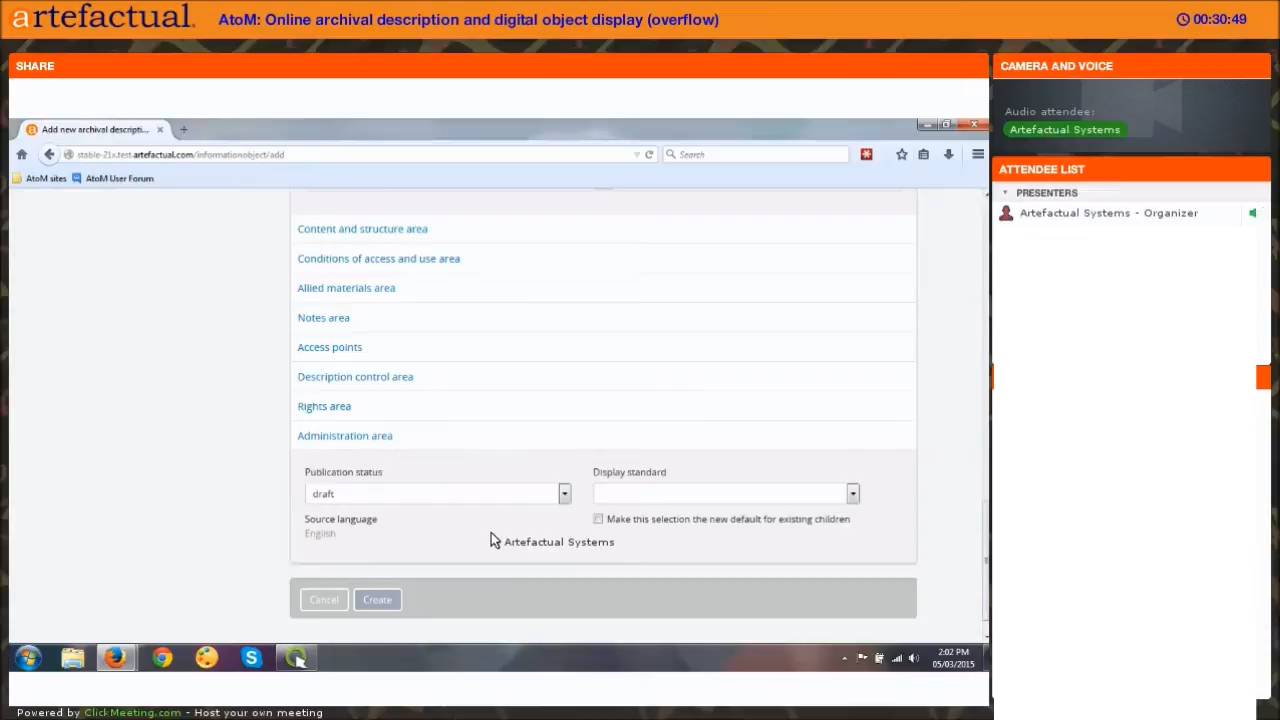 artefactual.
AtoM: Online archival description and digital object display (overflow)
00:30:49
SHARE
CAMERA AND VOICE
Audio attendee:
Artefactual Systems
ATTENDEE LIST
PRESENTERS
Artefactual Systems - Organizer
Add new archival descripti...
stable-21x.test.artefactual.com/informationobject/add
Search
AtoM sites
AtoM User Forum
Content and structure area
Conditions of access and use area
Allied materials area
Notes area
Access points
Description control area
Rights area
Administration area
Publication status
Display standard
draft
Source language
Make this selection the new default for existing children
English
Artefactual Systems
Cancel
Create
2:02 PM
05/03/2015
Powered by ClickMeeting.com - Host your own meeting